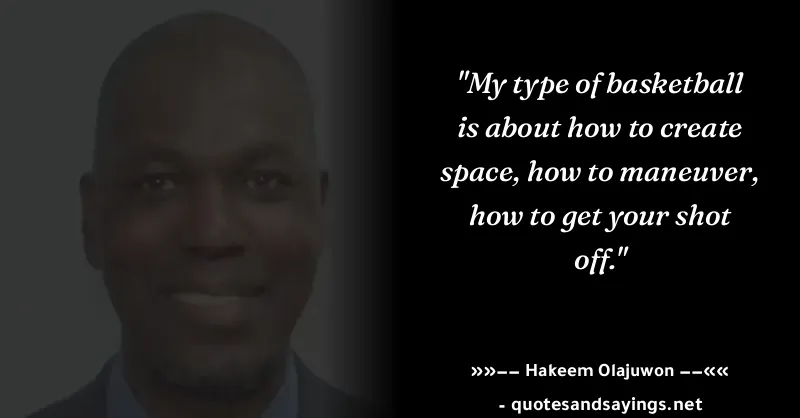 "My type of basketball
is about how to create
space, how to maneuver,
how to get your shot
off."
»»–– Hakeem Olajuwon ––««
- quotesandsayings.net